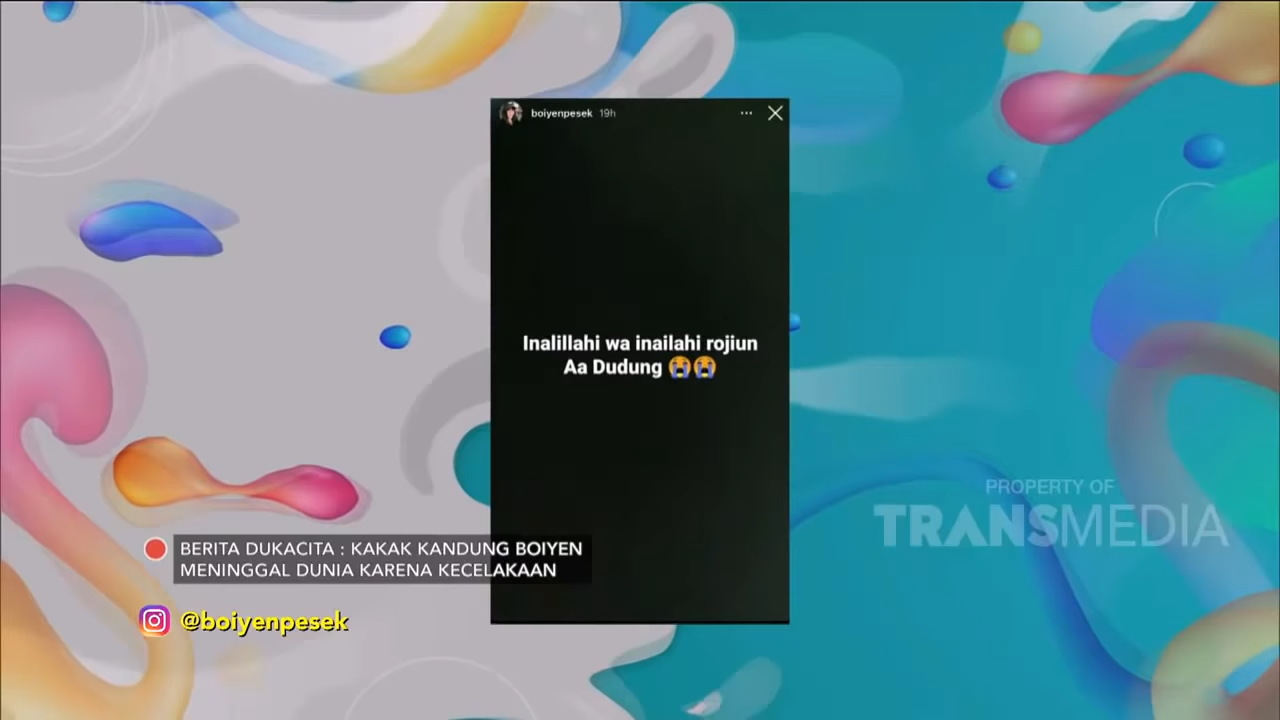 boiyenpesek 19h
Inalillahi wa inailahi rojiun
Aa Dudung 😭😭
PROPERTY OF
TRANSMEDIA
BERITA DUKACITA : KAKAK KANDUNG BOIYEN
MENINGGAL DUNIA KARENA KECELAKAAN
@boiyenpesek